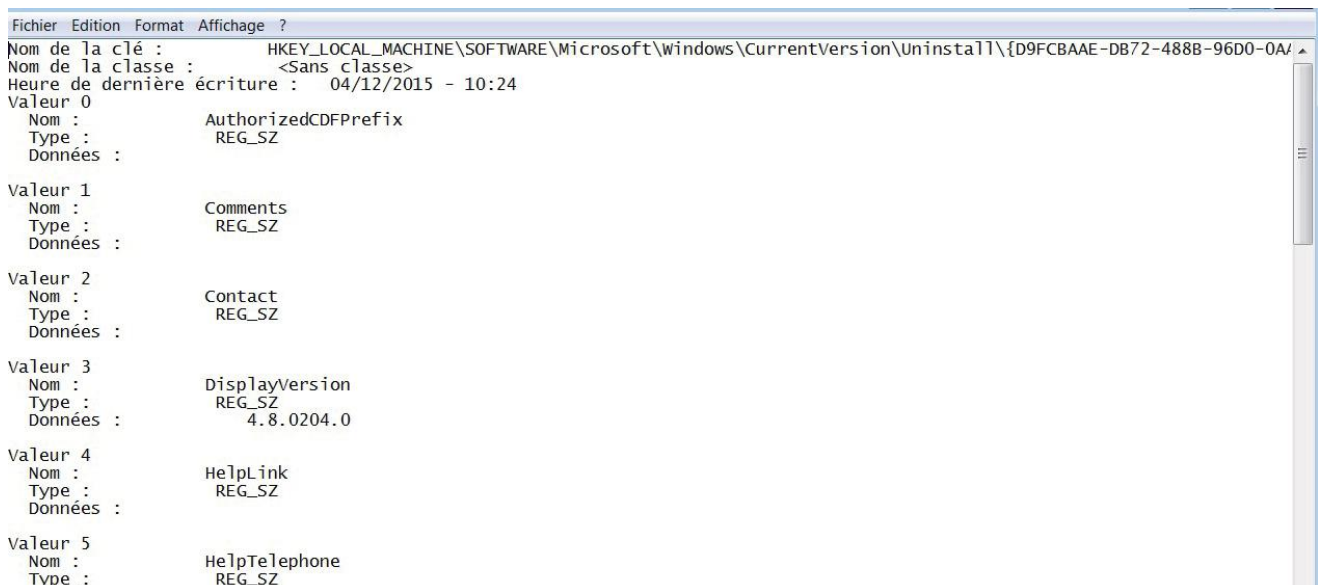 Fichier Edition Format Affichage ?
Nom de la clé : HKEY_LOCAL_MACHINE\SOFTWARE\Microsoft\Windows\CurrentVersion\Uninstall\{D9FCBAAE-DB72-488B-96D0-0AA
Nom de la classe : <Sans classe>
Heure de dernière écriture : 04/12/2015 - 10:24
Valeur 0
Nom : AuthorizedCDFPrefix
Type : REG_SZ
Données :
Valeur 1
Nom : Comments
Type : REG_SZ
Données :
Valeur 2
Nom : Contact
Type : REG_SZ
Données :
Valeur 3
Nom : DisplayVersion
Type : REG_SZ
Données : 4.8.0204.0
Valeur 4
Nom : HelpLink
Type : REG_SZ
Données :
Valeur 5
Nom : HelpTelephone
Type : REG_SZ